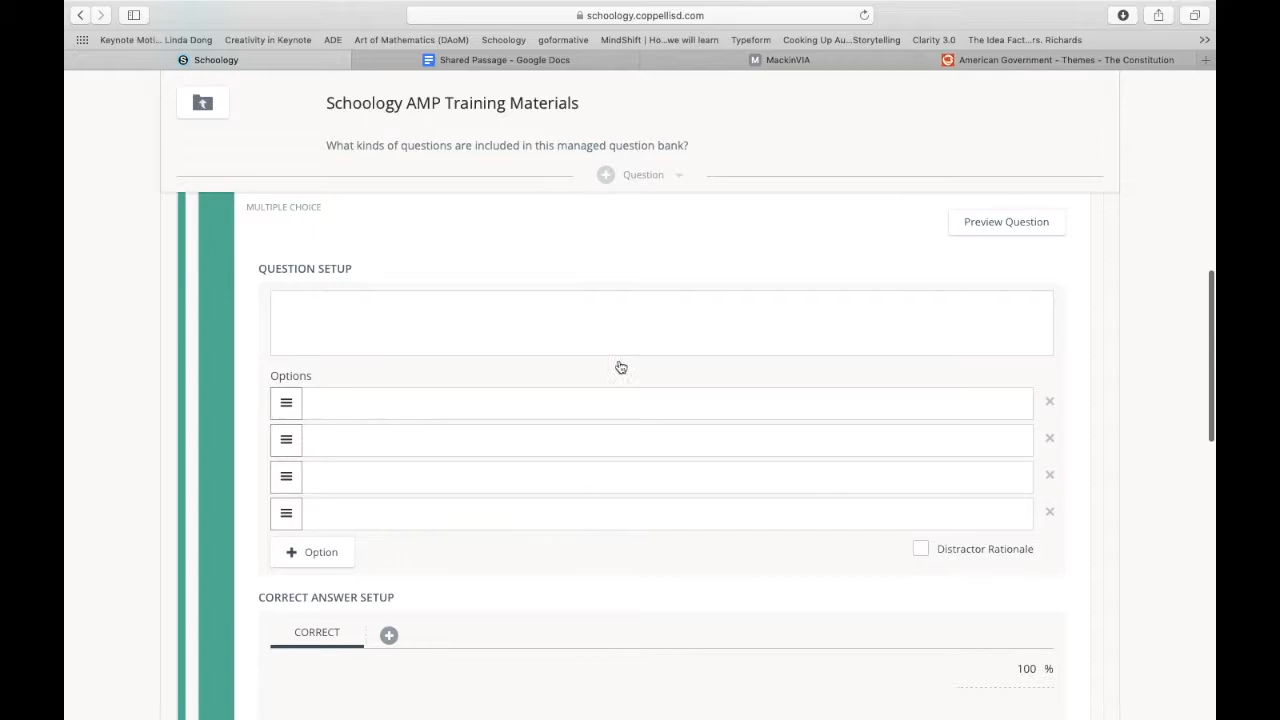 schoology.coppellisd.com
Keynote Moti... Linda Dong Creativity in Keynote ADE Art of Mathematics (DAoM) Schoology goformative MindShift | Ho...we will learn Typeform Cooking Up Au...Storytelling Clarity 3.0 The Idea Fact...rs. Richards >>
S Schoology Shared Passage - Google Docs M MackinVIA American Government - Themes - The Constitution +
Schoology AMP Training Materials
What kinds of questions are included in this managed question bank?
Question
MULTIPLE CHOICE
Preview Question
QUESTION SETUP
Options
Option
Distractor Rationale
CORRECT ANSWER SETUP
CORRECT
100 %